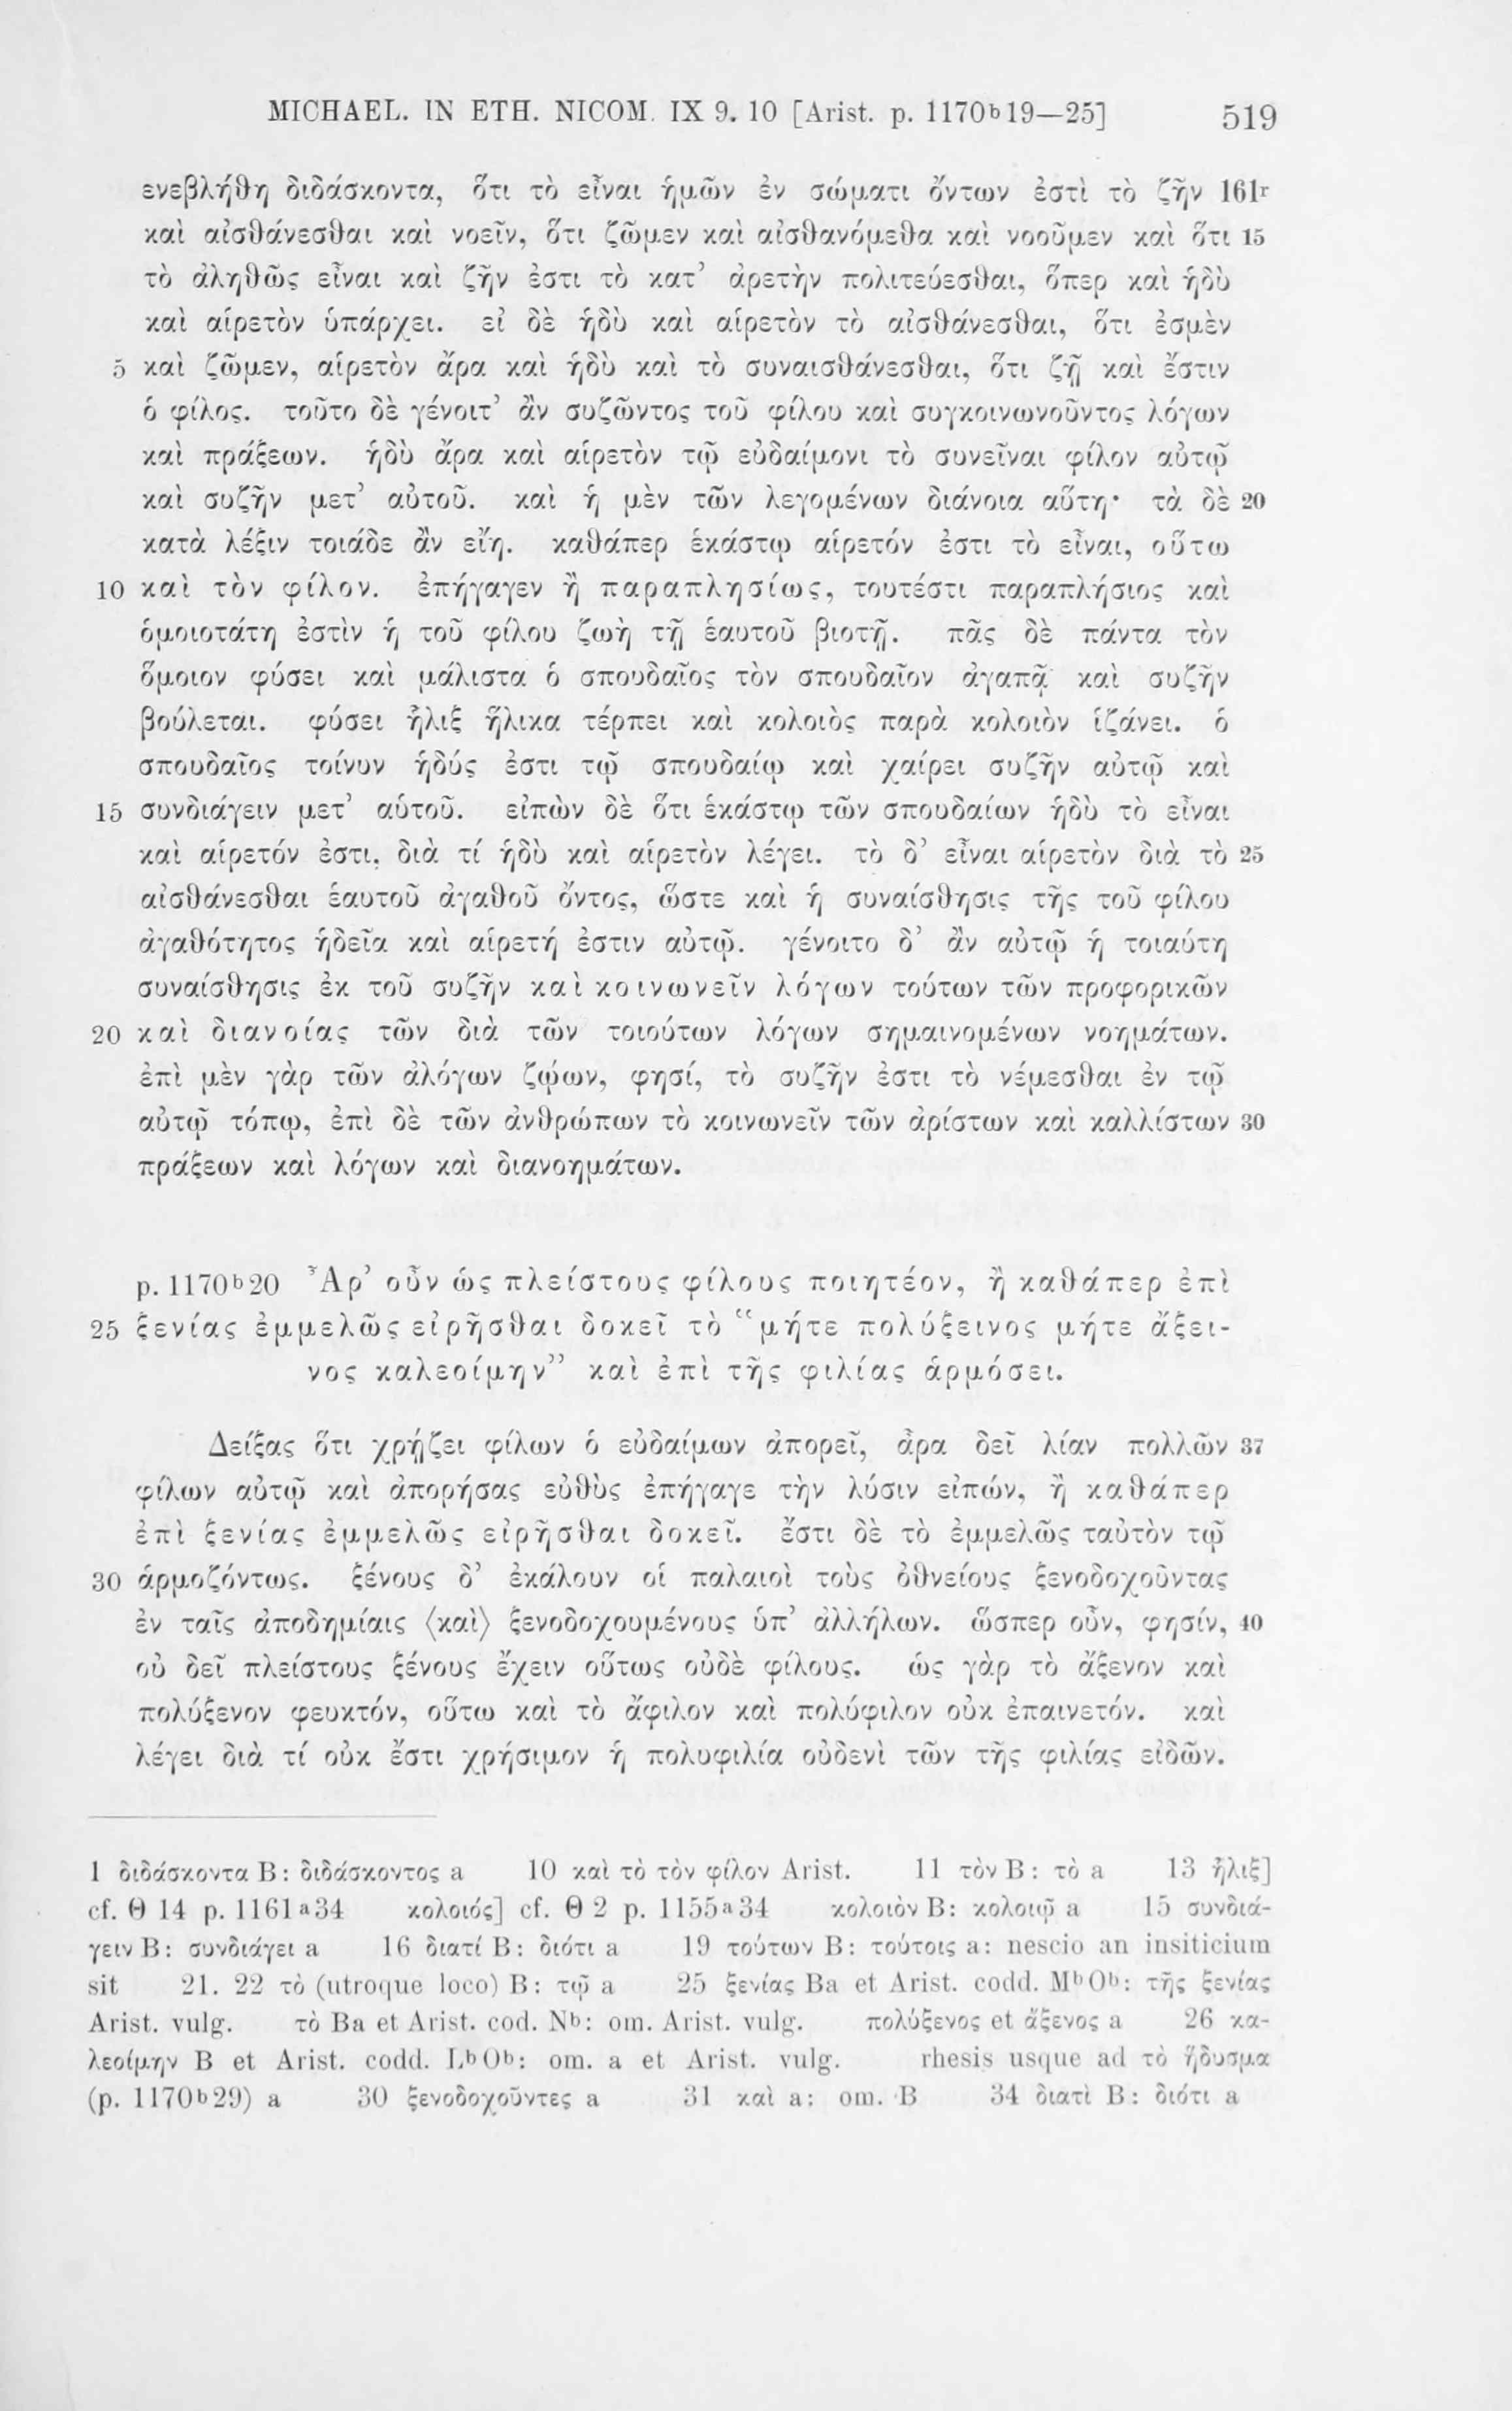 MICHAEL. IN ETH. NICOM. IX 9. 10 [Arist. p. 1170ᵇ19—25] 519
ενεβλήθη διδάσκοντα, ὅτι τὸ εἶναι ἡμῶν ἐν σώματι ὄντων ἐστὶ τὸ ζῆν 161ʳ
καὶ αἰσθάνεσθαι καὶ νοεῖν, ὅτι ζῶμεν καὶ αἰσθανόμεθα καὶ νοοῦμεν καὶ ὅτι 15
τὸ ἀληθῶς εἶναι καὶ ζῆν ἐστι τὸ κατ’ ἀρετὴν πολιτεύεσθαι, ὅπερ καὶ ἡδὺ
καὶ αἱρετὸν ὑπάρχει. εἰ δὲ ἡδὺ καὶ αἱρετὸν τὸ αἰσθάνεσθαι, ὅτι ἐσμὲν
5 καὶ ζῶμεν, αἱρετὸν ἄρα καὶ ἡδὺ καὶ τὸ συναισθάνεσθαι, ὅτι ζῇ καὶ ἔστιν
ὁ φίλος. τοῦτο δὲ γένοιτ’ ἂν συζῶντος τοῦ φίλου καὶ συγκοινωνοῦντος λόγων
καὶ πράξεων. ἡδὺ ἄρα καὶ αἱρετὸν τῷ εὐδαίμονι τὸ συνεῖναι φίλον αὐτῷ
καὶ συζῆν μετ’ αὐτοῦ. καὶ ἡ μὲν τῶν λεγομένων διάνοια αὕτη· τὰ δὲ 20
κατὰ λέξιν τοιάδε ἂν εἴη. καθάπερ ἑκάστῳ αἱρετόν ἐστι τὸ εἶναι, οὕτω
10 καὶ τὸν φίλον. ἐπήγαγεν ἢ παραπλησίως, τουτέστι παραπλήσιος καὶ
ὁμοιοτάτη ἐστὶν ἡ τοῦ φίλου ζωὴ τῇ ἑαυτοῦ βιοτῇ. πᾶς δὲ πάντα τὸν
ὅμοιον φύσει καὶ μάλιστα ὁ σπουδαῖος τὸν σπουδαῖον ἀγαπᾷ καὶ συζῆν
βούλεται. φύσει ἧλιξ ἥλικα τέρπει καὶ κολοιὸς παρὰ κολοιὸν ἱζάνει. ὁ
σπουδαῖος τοίνυν ἡδύς ἐστι τῷ σπουδαίῳ καὶ χαίρει συζῆν αὐτῷ καὶ
15 συνδιάγειν μετ’ αὑτοῦ. εἰπὼν δὲ ὅτι ἑκάστῳ τῶν σπουδαίων ἡδὺ τὸ εἶναι
καὶ αἱρετόν ἐστι, διὰ τί ἡδὺ καὶ αἱρετὸν λέγει. τὸ δ’ εἶναι αἱρετὸν διὰ τὸ 25
αἰσθάνεσθαι ἑαυτοῦ ἀγαθοῦ ὄντος, ὥστε καὶ ἡ συναίσθησις τῆς τοῦ φίλου
ἀγαθότητος ἡδεῖα καὶ αἱρετή ἐστιν αὐτῷ. γένοιτο δ’ ἂν αὐτῷ ἡ τοιαύτη
συναίσθησις ἐκ τοῦ συζῆν καὶ κοινωνεῖν λόγων τούτων τῶν προφορικῶν
20 καὶ διανοίας τῶν διὰ τῶν τοιούτων λόγων σημαινομένων νοημάτων.
ἐπὶ μὲν γὰρ τῶν ἀλόγων ζῴων, φησί, τὸ συζῆν ἐστι τὸ νέμεσθαι ἐν τῷ
αὐτῷ τόπῳ, ἐπὶ δὲ τῶν ἀνθρώπων τὸ κοινωνεῖν τῶν ἀρίστων καὶ καλλίστων 30
πράξεων καὶ λόγων καὶ διανοημάτων.
p. 1170ᵇ20 Ἆρ’ οὖν ὡς πλείστους φίλους ποιητέον, ἢ καθάπερ ἐπὶ
25 ξενίας ἐμμελῶς εἰρῆσθαι δοκεῖ τὸ “μήτε πολύξεινος μήτε ἄξει-
νος καλεοίμην” καὶ ἐπὶ τῆς φιλίας ἁρμόσει.
Δείξας ὅτι χρῄζει φίλων ὁ εὐδαίμων ἀπορεῖ, ἆρα δεῖ λίαν πολλῶν 37
φίλων αὐτῷ καὶ ἀπορήσας εὐθὺς ἐπήγαγε τὴν λύσιν εἰπών, ἢ καθάπερ
ἐπὶ ξενίας ἐμμελῶς εἰρῆσθαι δοκεῖ. ἔστι δὲ τὸ ἐμμελῶς ταὐτὸν τῷ
30 ἁρμοζόντως. ξένους δ’ ἐκάλουν οἱ παλαιοὶ τοὺς ὀθνείους ξενοδοχοῦντας
ἐν ταῖς ἀποδημίαις ⟨καὶ⟩ ξενοδοχουμένους ὑπ’ ἀλλήλων. ὥσπερ οὖν, φησίν, 40
οὐ δεῖ πλείστους ξένους ἔχειν οὕτως οὐδὲ φίλους. ὡς γὰρ τὸ ἄξενον καὶ
πολύξενον φευκτόν, οὕτω καὶ τὸ ἄφιλον καὶ πολύφιλον οὐκ ἐπαινετόν. καὶ
λέγει διὰ τί οὐκ ἔστι χρήσιμον ἡ πολυφιλία οὐδενὶ τῶν τῆς φιλίας εἰδῶν.
1 διδάσκοντα B: διδάσκοντος a 10 καὶ τὸ τὸν φίλον Arist. 11 τὸν B: τὸ a 13 ἧλιξ]
cf. Θ 14 p. 1161ᵃ34 κολοιός] cf. Θ 2 p. 1155ᵃ34 κολοιὸν B: κολοιῷ a 15 συνδιά-
γειν B: συνδιάγει a 16 διατί B: διότι a 19 τούτων B: τούτοις a: nescio an insiticium
sit 21. 22 τὸ (utroque loco) B: τῷ a 25 ξενίας Ba et Arist. codd. MᵇOᵇ: τῆς ξενίας
Arist. vulg. τὸ Ba et Arist. cod. Nᵇ: om. Arist. vulg. πολύξενος et ἄξενος a 26 κα-
λεοίμην B et Arist. codd. LᵇOᵇ: om. a et Arist. vulg. rhesis usque ad τὸ ἥδυσμα
(p. 1170ᵇ29) a 30 ξενοδοχοῦντες a 31 καὶ a: om. B 34 διατὶ B: διότι a